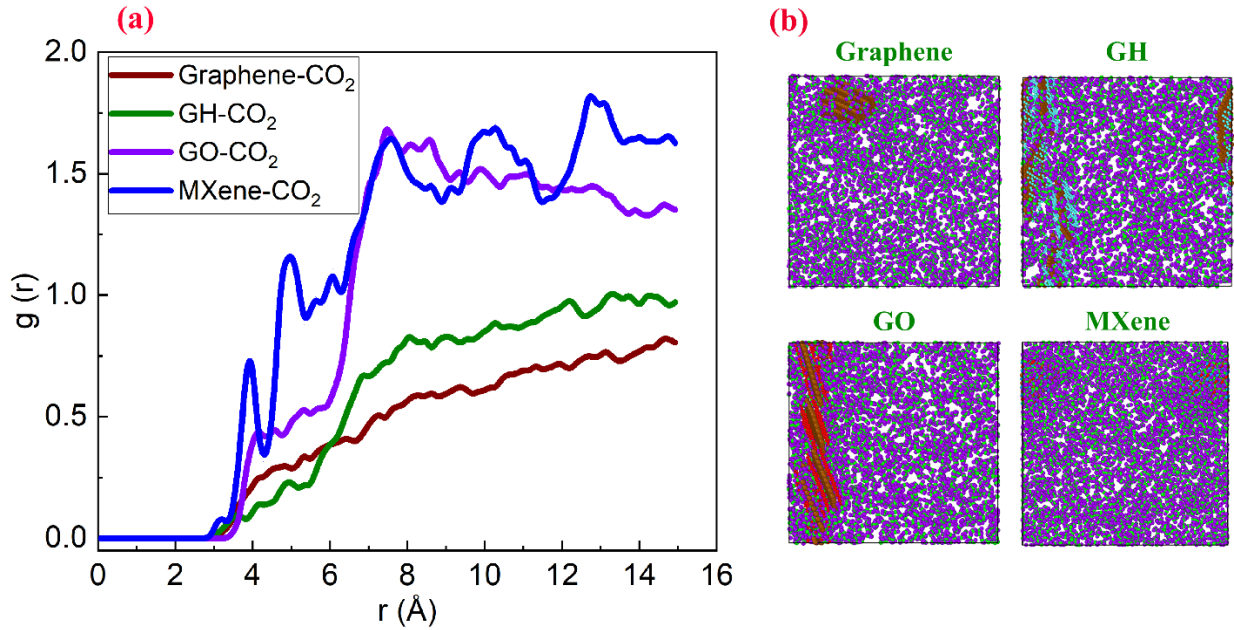 (a)
2.0
1.5
1.0
0.5
0.0
g (r)
Graphene-CO₂
GH-CO₂
GO-CO₂
MXene-CO₂
0 2 4 6 8 10 12 14 16
r (Å)
(b)
Graphene GH
GO MXene